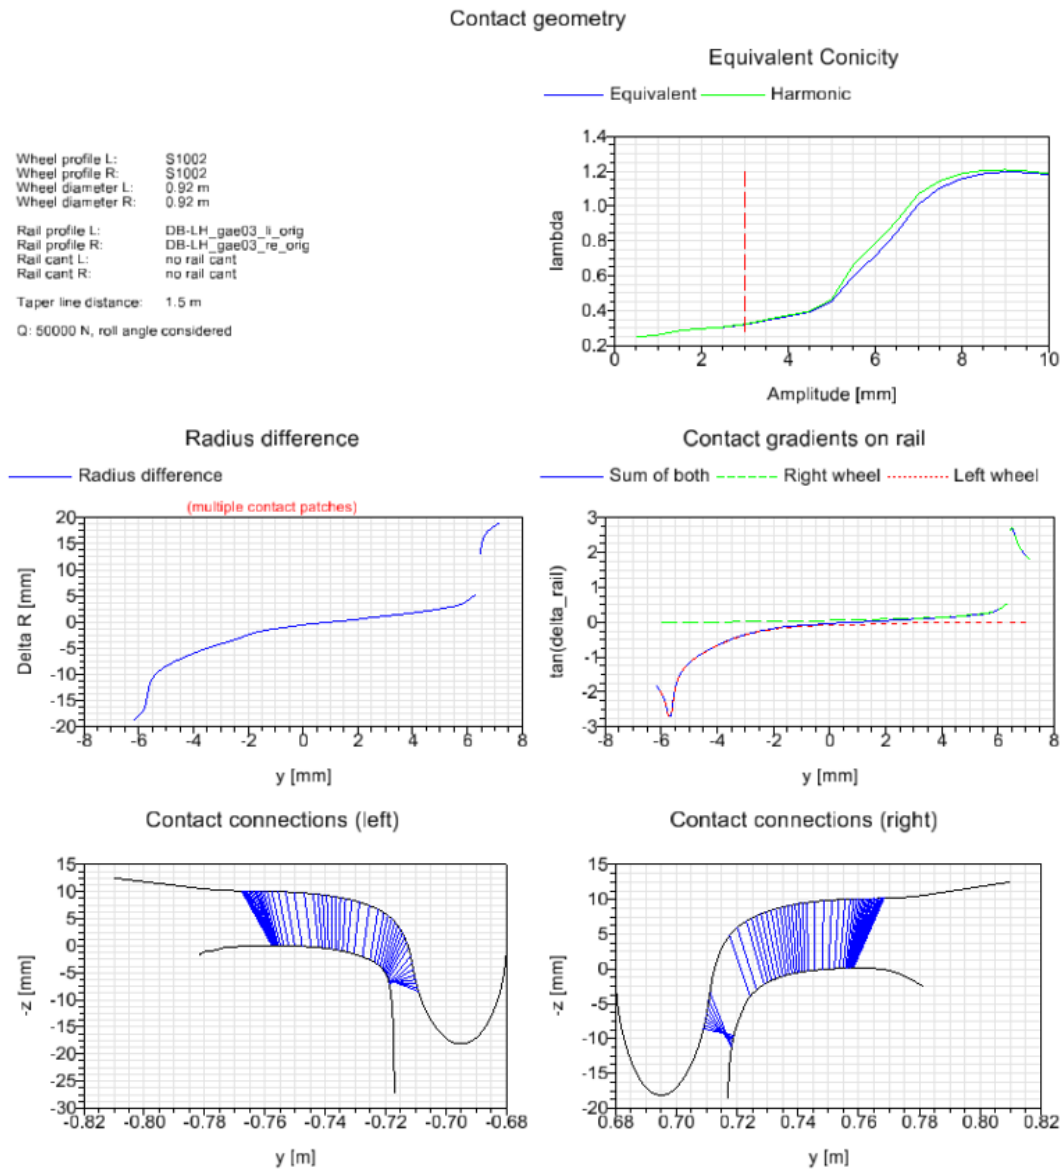 Contact geometry
Equivalent Conicity
Equivalent Harmonic
Wheel profile L: S1002
Wheel profile R: S1002
Wheel diameter L: 0.92 m
Wheel diameter R: 0.92 m
Rail profile L: DB-LH_gae03_li_orig
Rail profile R: DB-LH_gae03_re_orig
Rail cant L: no rail cant
Rail cant R: no rail cant
Taper line distance: 1.5 m
Q: 50000 N, roll angle considered
lambda
1.4
1.2
1.0
0.8
0.6
0.4
0.2
0 2 4 6 8 10
Amplitude [mm]
Radius difference
Radius difference
(multiple contact patches)
Delta R [mm]
20
15
10
5
0
-5
-10
-15
-20
-8 -6 -4 -2 0 2 4 6 8
y [mm]
Contact gradients on rail
Sum of both Right wheel Left wheel
tan(delta_rail)
3
2
1
0
-1
-2
-3
-8 -6 -4 -2 0 2 4 6 8
y [mm]
Contact connections (left)
-z [mm]
15
10
5
0
-5
-10
-15
-20
-25
-30
-0.82 -0.80 -0.78 -0.76 -0.74 -0.72 -0.70 -0.68
y [m]
Contact connections (right)
-z [mm]
15
10
5
0
-5
-10
-15
-20
0.68 0.70 0.72 0.74 0.76 0.78 0.80 0.82
y [m]